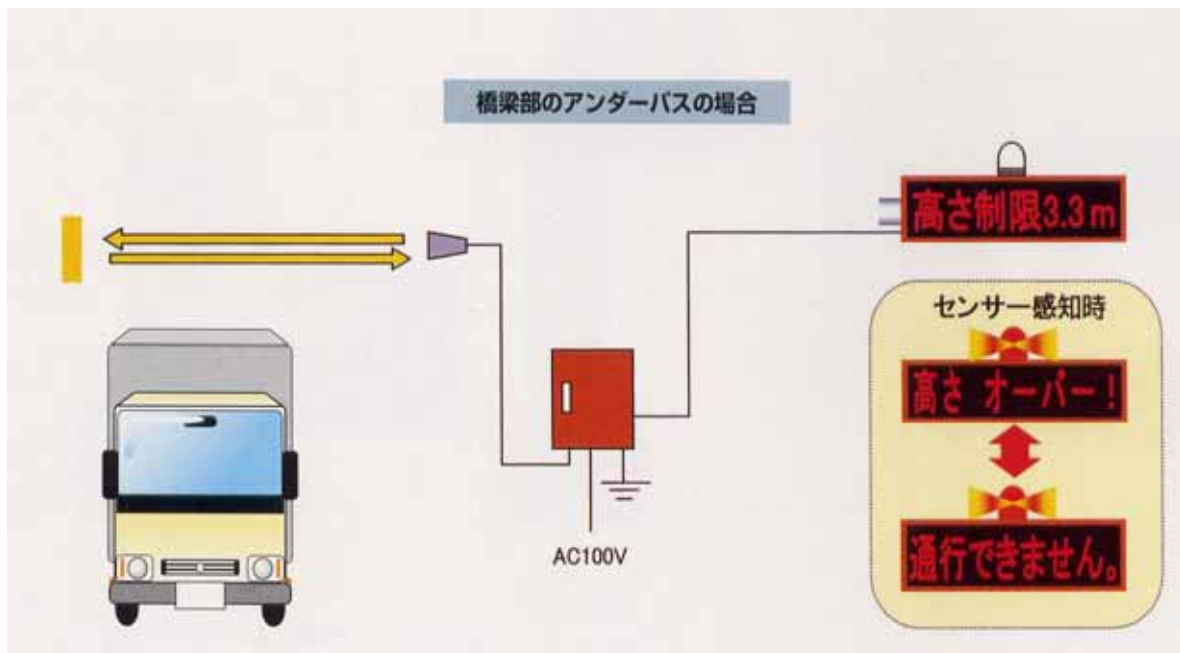 橋梁部のアンダーパスの場合
高さ制限3.3m
センサー感知時
高さ オーバー!
通行できません。
AC100V